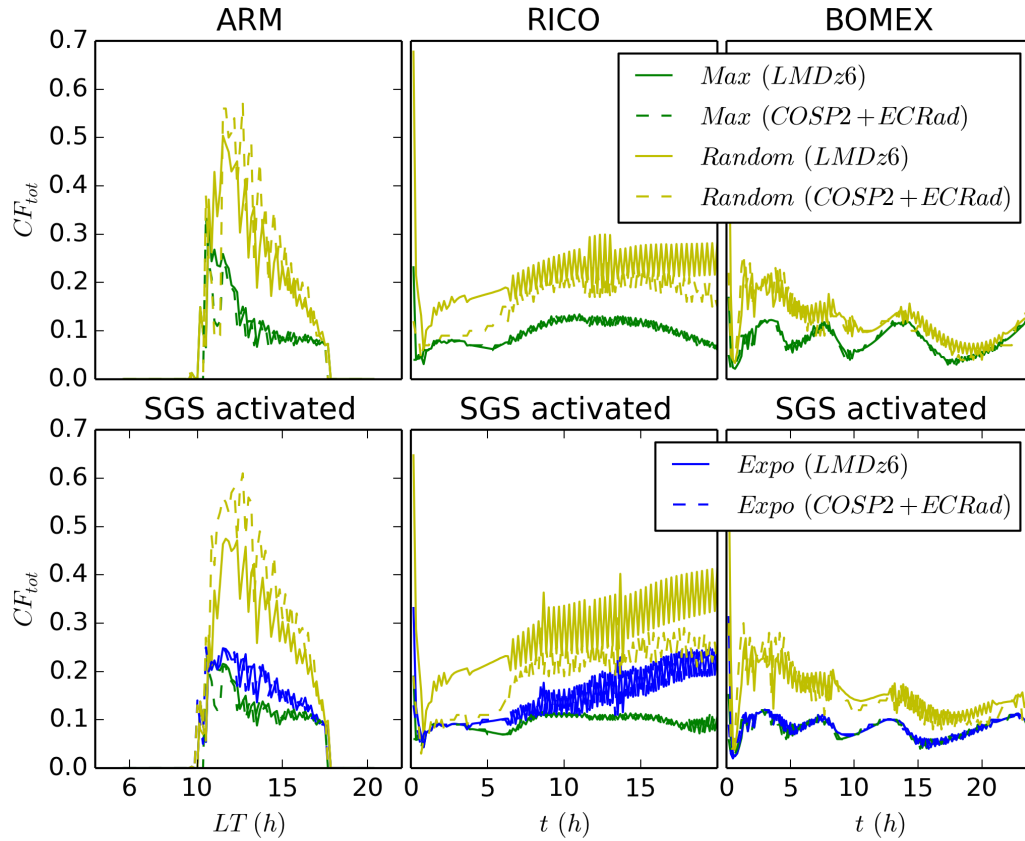 ARM RICO BOMEX
0.7
0.6
0.5
0.4
0.3
0.2
0.1
0.0
CF_tot
Max (LMDz6)
Max (COSP2+ECRad)
Random (LMDz6)
Random (COSP2+ECRad)
SGS activated SGS activated SGS activated
0.7
0.6
0.5
0.4
0.3
0.2
0.1
0.0
CF_tot
Expo (LMDz6)
Expo (COSP2+ECRad)
6 10 15 20 0 5 10 15 0 5 10 15 20
LT (h) t (h) t (h)